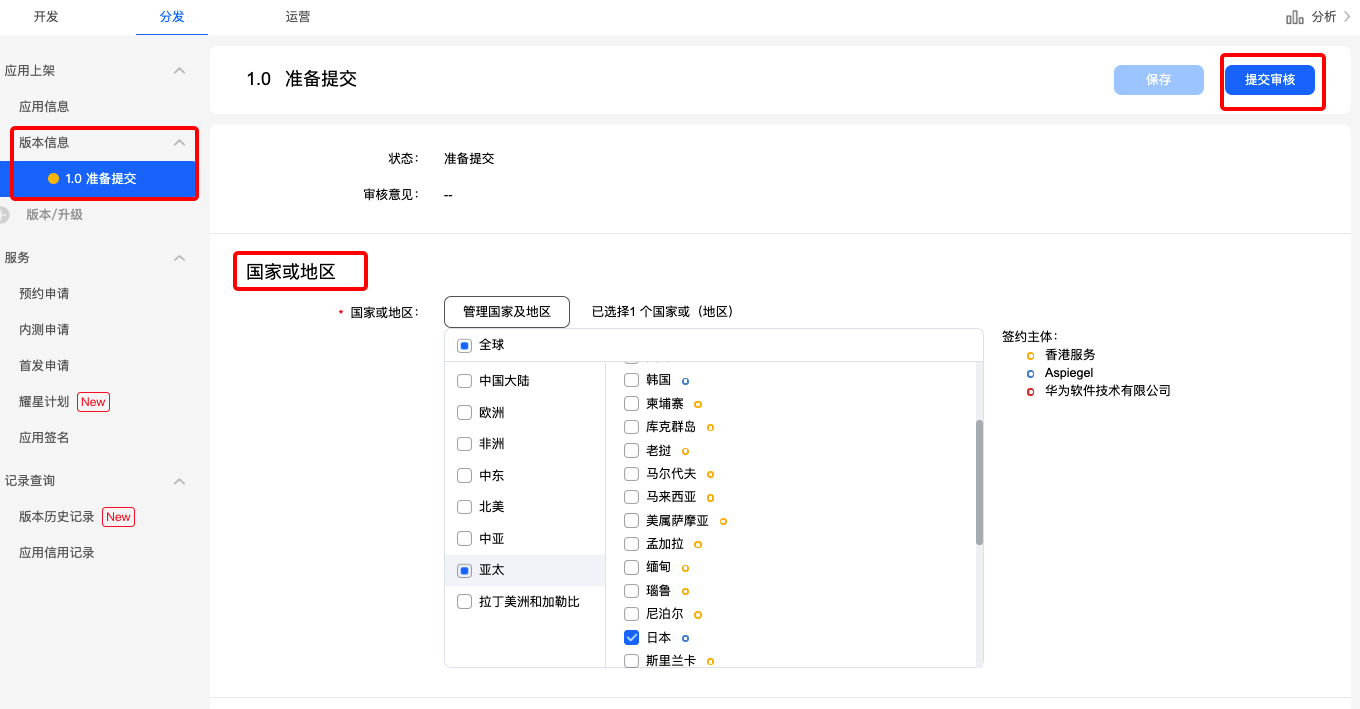 开发
分发
运营
分析
应用上架
应用信息
版本信息
1.0 准备提交
版本/升级
服务
预约申请
内测申请
首发申请
耀星计划 New
应用签名
记录查询
版本历史记录 New
应用信用记录
1.0 准备提交
保存
提交审核
状态： 准备提交
审核意见： --
国家或地区
* 国家或地区： 管理国家及地区 已选择1 个国家或（地区）
全球
中国大陆
欧洲
非洲
中东
北美
中亚
亚太
拉丁美洲和加勒比
韩国
柬埔寨
库克群岛
老挝
马尔代夫
马来西亚
美属萨摩亚
孟加拉
缅甸
瑙鲁
尼泊尔
日本
斯里兰卡
签约主体：
香港服务
Aspiegel
华为软件技术有限公司